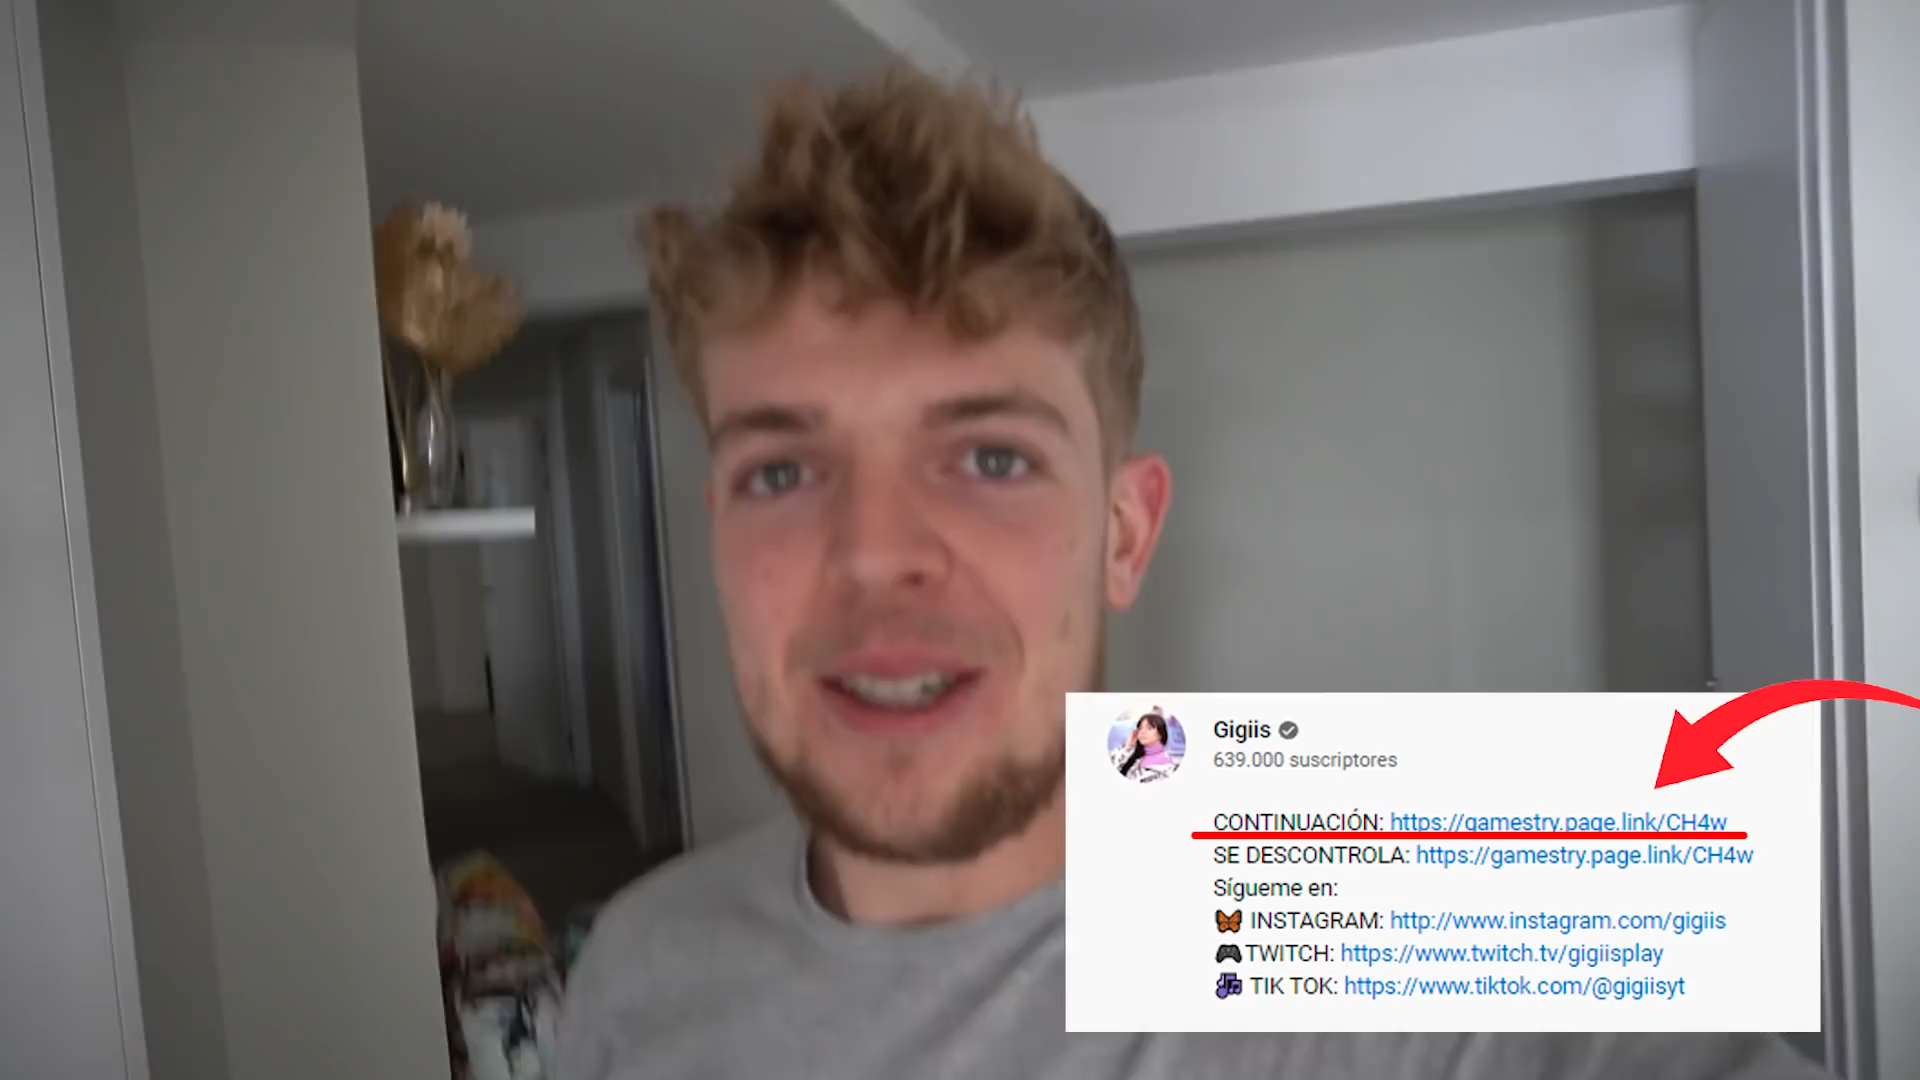 Gigiis
639.000 suscriptores
CONTINUACIÓN: https://gamestry.page.link/CH4w
SE DESCONTROLA: https://gamestry.page.link/CH4w
Sígueme en:
INSTAGRAM: http://www.instagram.com/gigiis
TWITCH: https://www.twitch.tv/gigiisplay
TIK TOK: https://www.tiktok.com/@gigiisyt